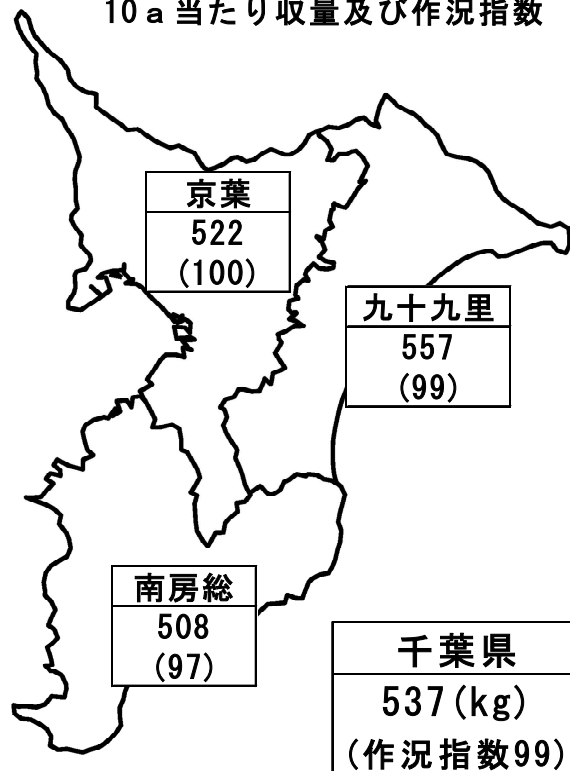 10a当たり収量及び作況指数
京葉
522
(100)
九十九里
557
(99)
南房総
508
(97)
千葉県
537(kg)
(作況指数99)